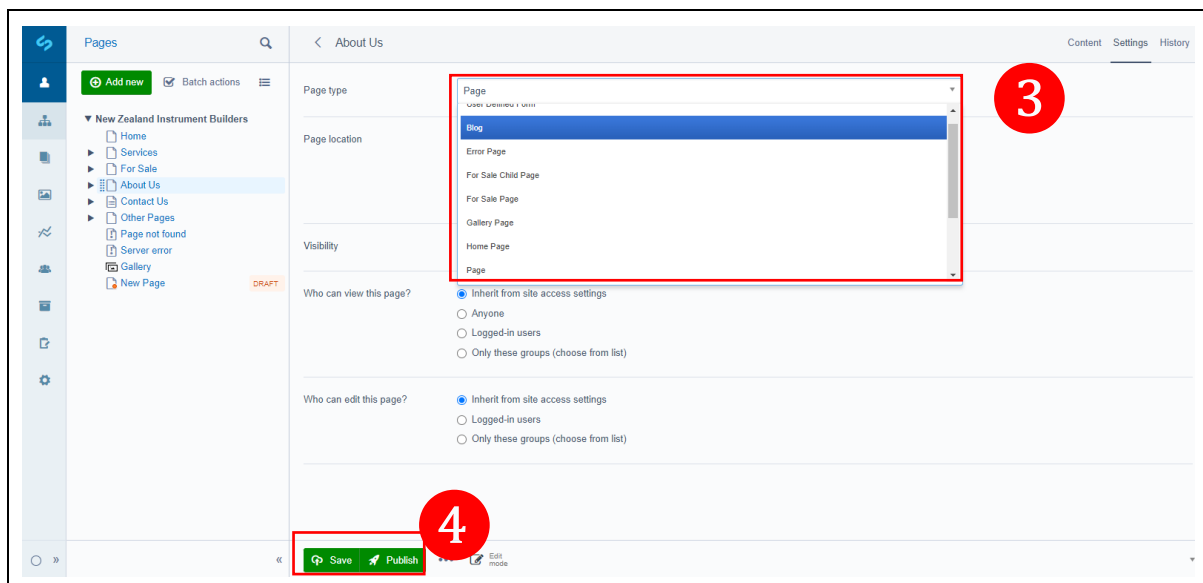 Pages
About Us
Content Settings History
Add new Batch actions
New Zealand Instrument Builders
Home
Services
For Sale
About Us
Contact Us
Other Pages
Page not found
Server error
Gallery
New Page DRAFT
Page type
Page
3
User Defined Form
Blog
Error Page
For Sale Child Page
For Sale Page
Gallery Page
Home Page
Page
Page location
Visibility
Who can view this page?
Inherit from site access settings
Anyone
Logged-in users
Only these groups (choose from list)
Who can edit this page?
Inherit from site access settings
Logged-in users
Only these groups (choose from list)
4
Save Publish
Edit
mode